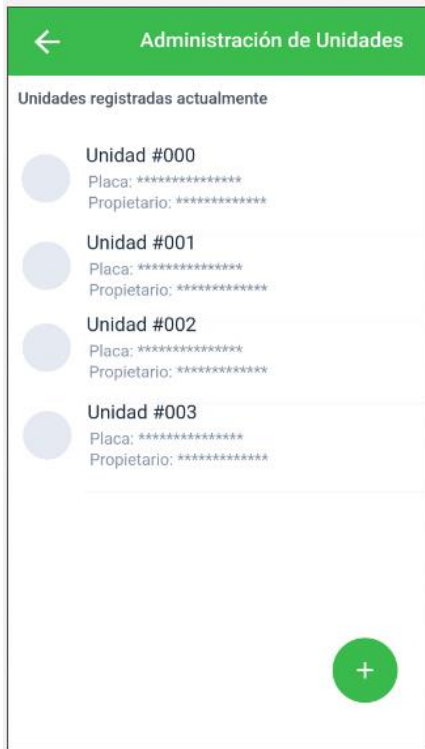 Administración de Unidades
Unidades registradas actualmente
Unidad #000
Placa: ***************
Propietario: *************
Unidad #001
Placa: ***************
Propietario: *************
Unidad #002
Placa: ***************
Propietario: *************
Unidad #003
Placa: ***************
Propietario: *************
+